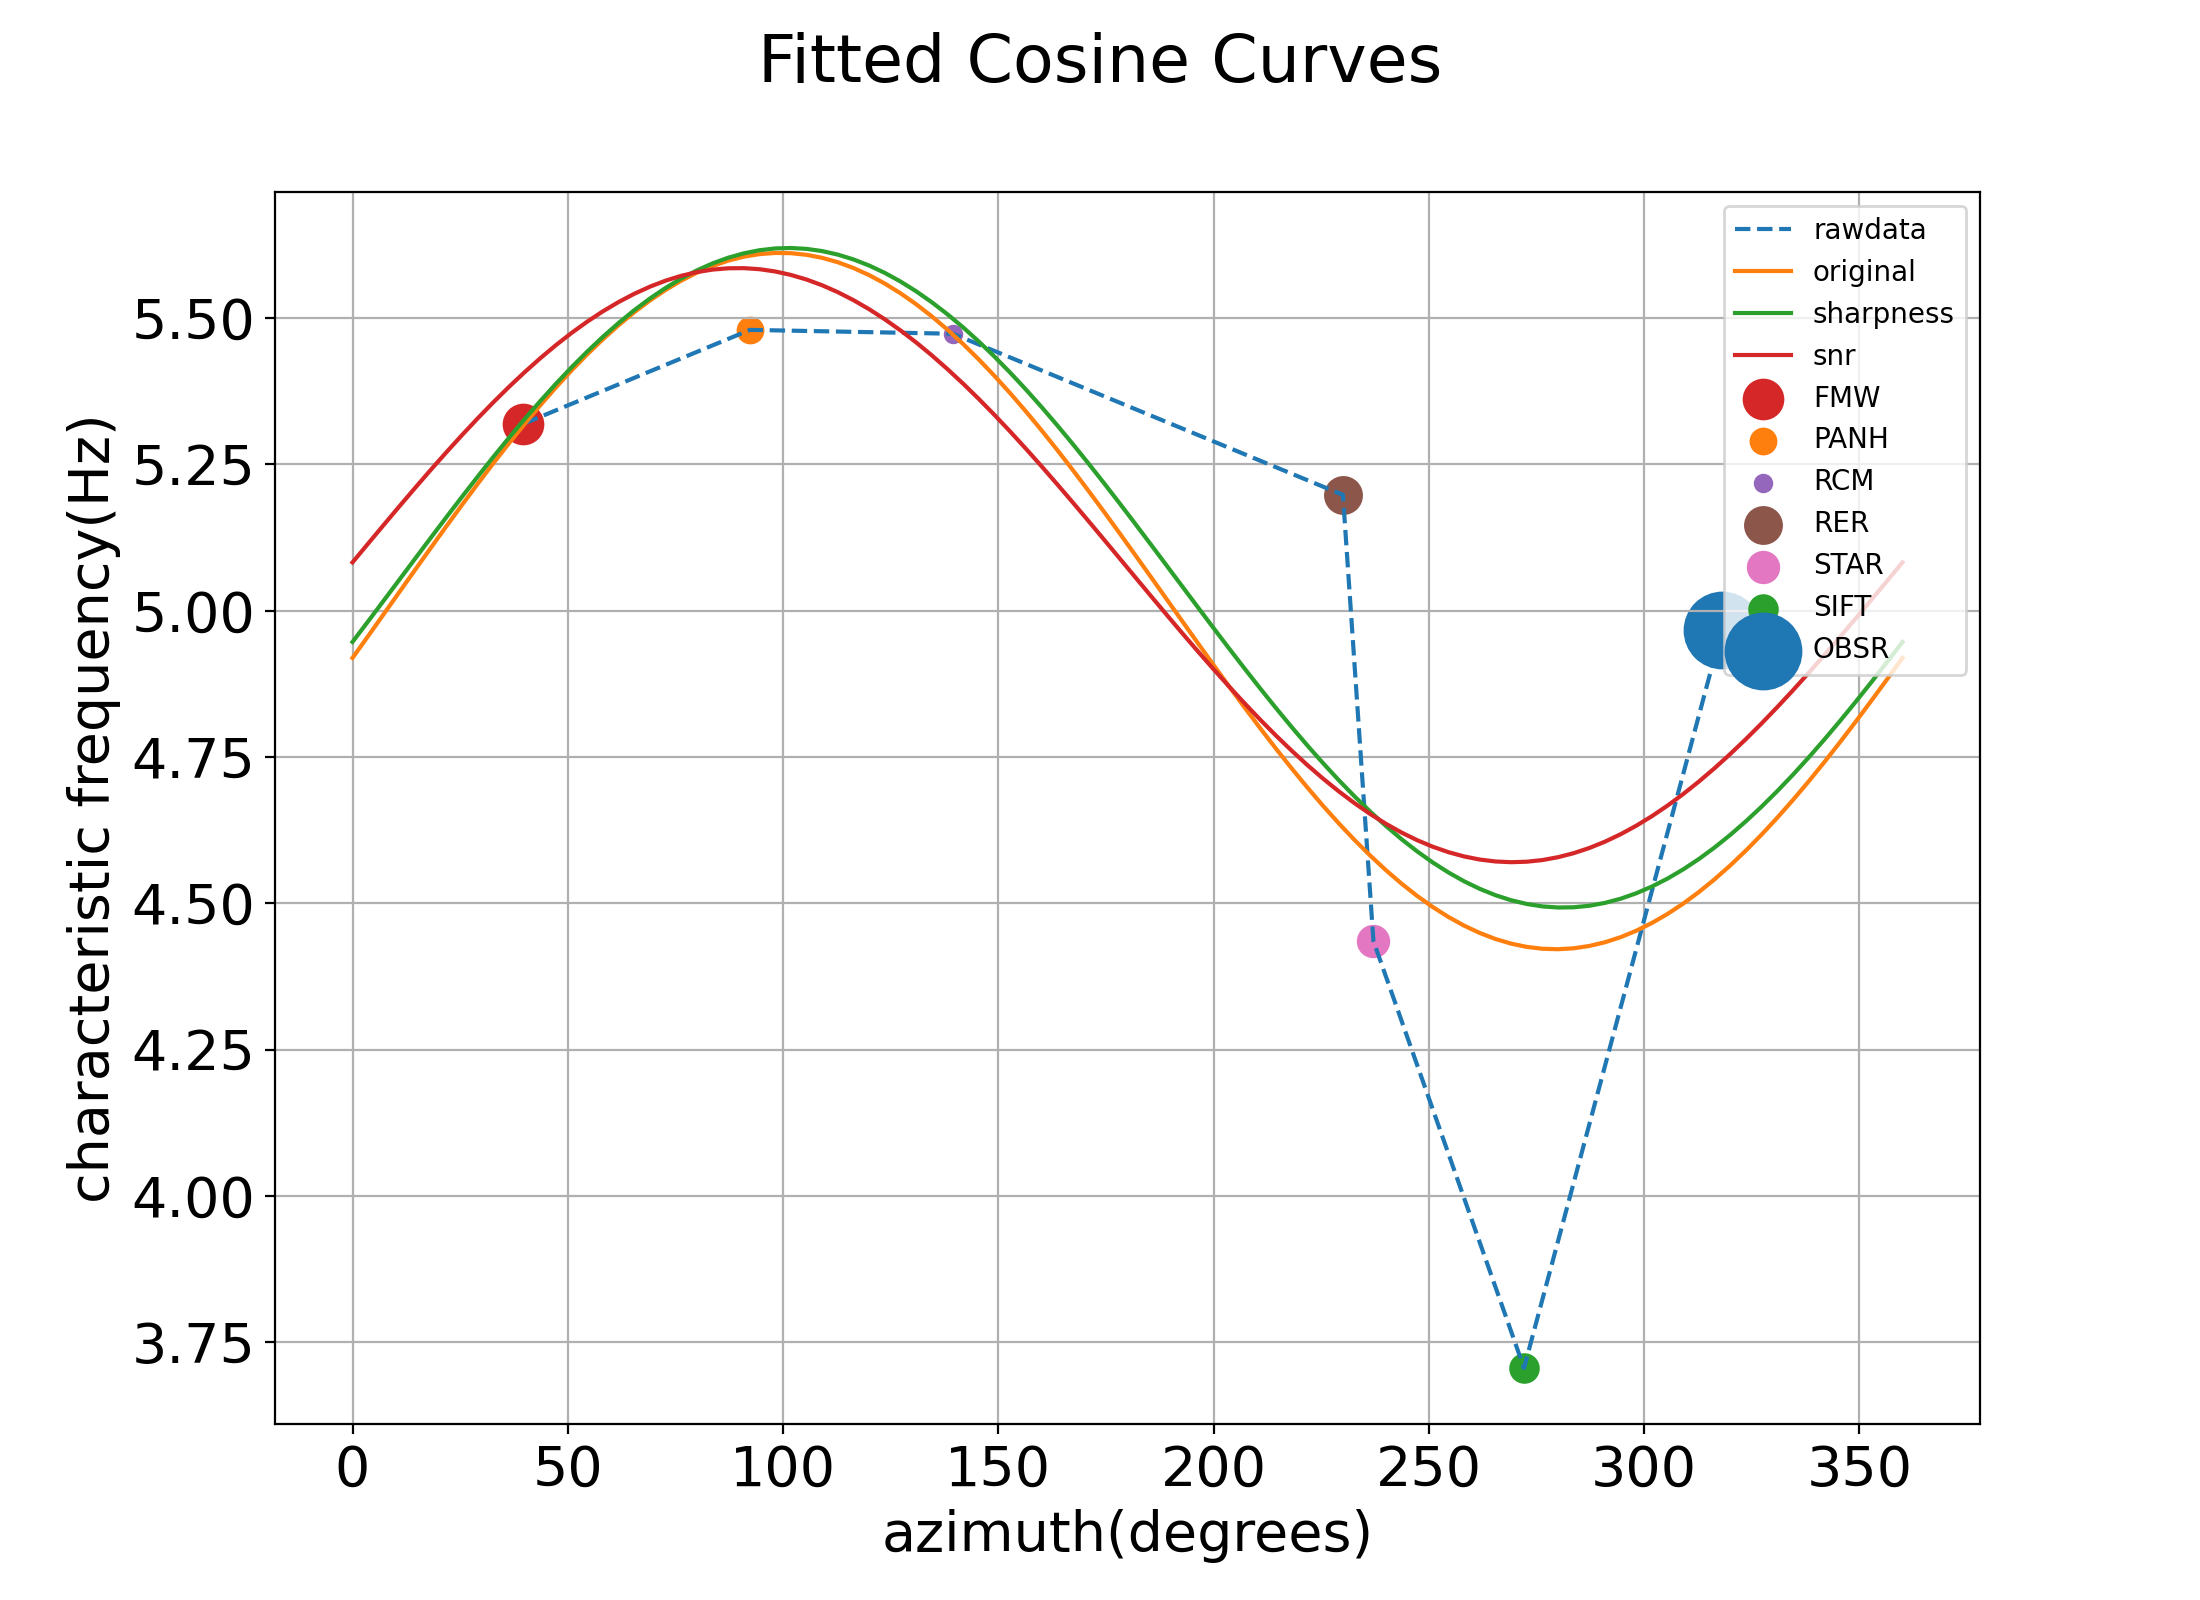 Fitted Cosine Curves
characteristic frequency(Hz)
5.50
5.25
5.00
4.75
4.50
4.25
4.00
3.75
rawdata
original
sharpness
snr
FMW
PANH
RCM
RER
STAR
SIFT
OBSR
0 50 100 150 200 250 300 350
azimuth(degrees)